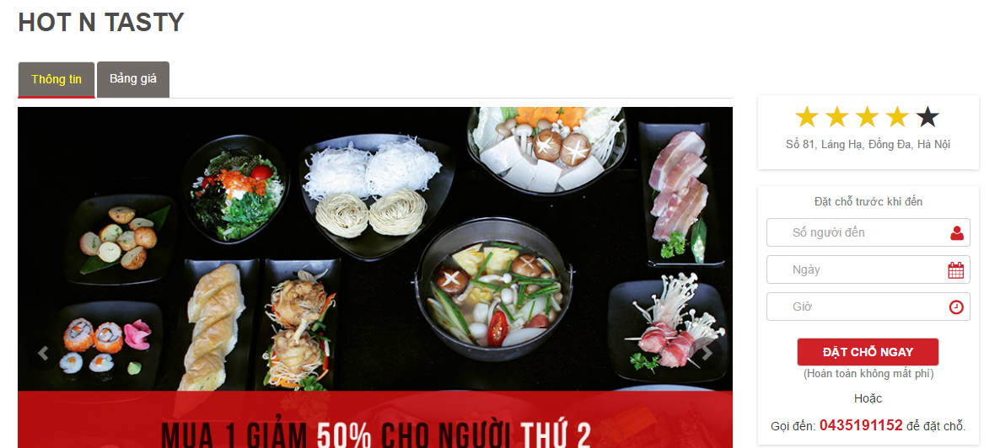 HOT N TASTY
Thông tin
Bảng giá
Số 81, Láng Hạ, Đống Đa, Hà Nội
Đặt chỗ trước khi đến
Số người đến
Ngày
Giờ
ĐẶT CHỖ NGAY
(Hoàn toàn không mất phí)
Hoặc
Gọi đến: 0435191152 để đặt chỗ.
MUA 1 GIẢM 50% CHO NGƯỜI THỨ 2